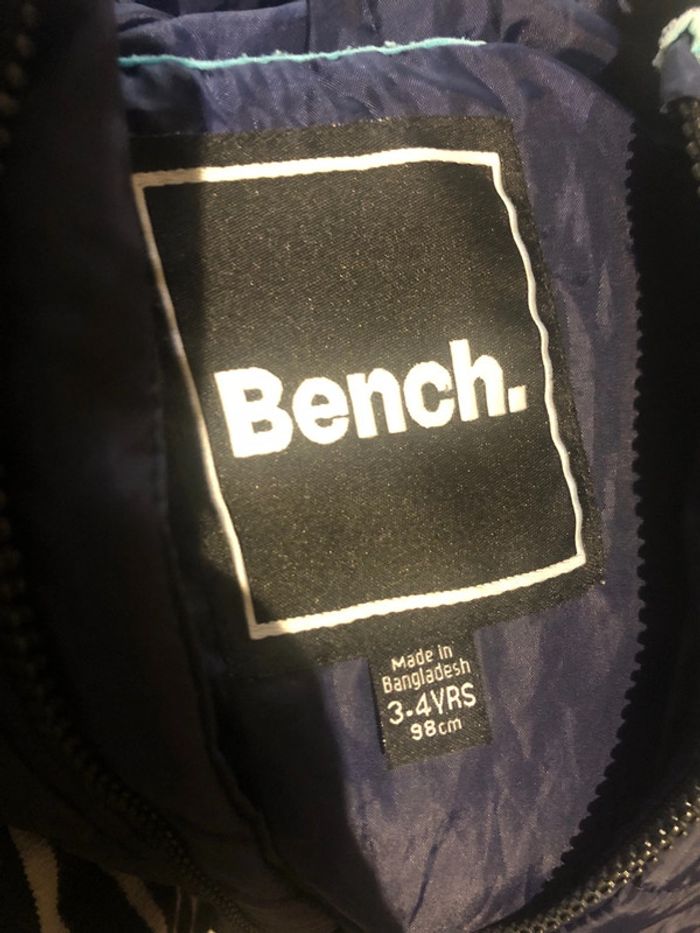 Bench.
Made in
Bangladesh
3-4YRS
98cm